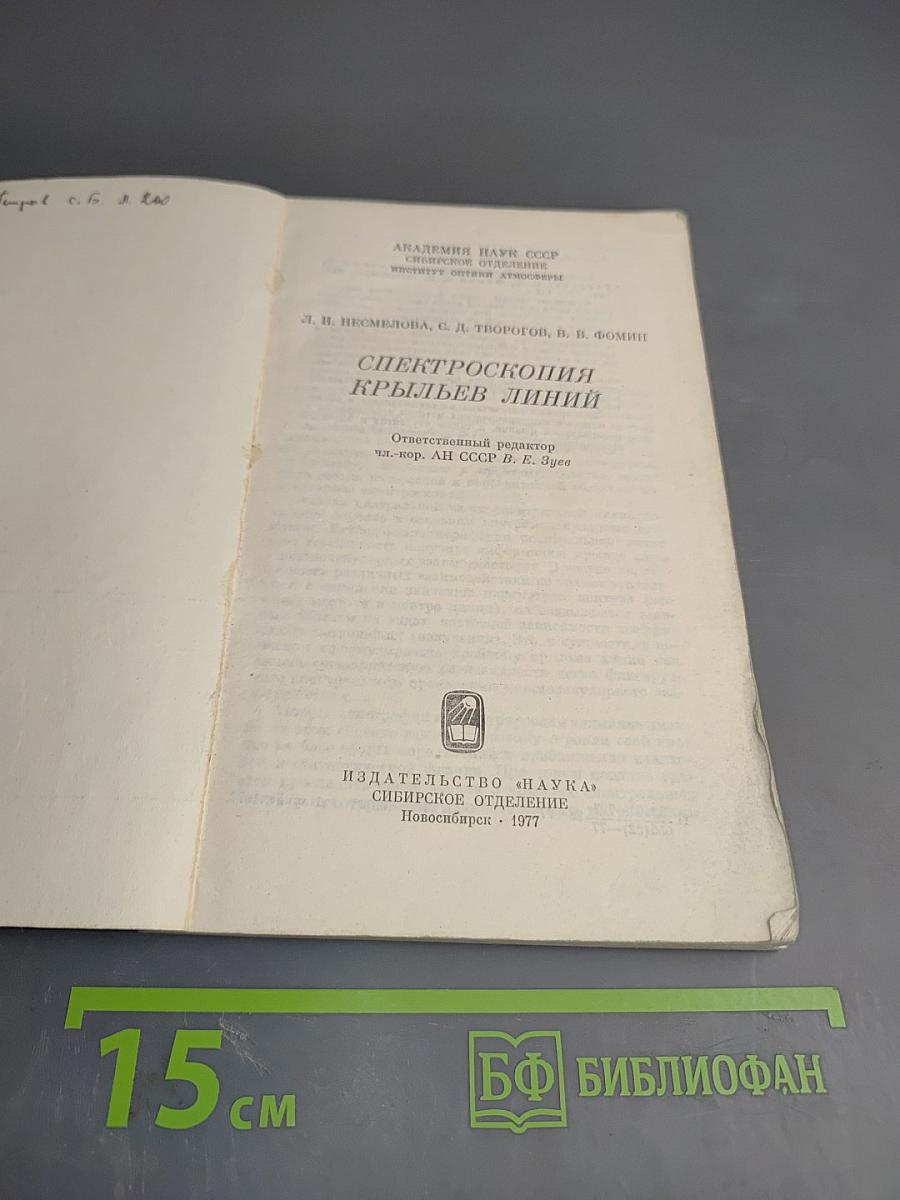 с. Б. л. 200
АКАДЕМИЯ НАУК СССР
СИБИРСКОЕ ОТДЕЛЕНИЕ
ИНСТИТУТ ОПТИКИ АТМОСФЕРЫ
Л. И. НЕСМЕЛОВА, С. Д. ТВОРОГОВ, В. В. ФОМИН
СПЕКТРОСКОПИЯ
КРЫЛЬЕВ ЛИНИЙ
Ответственный редактор
чл.-кор. АН СССР В. Е. Зуев
ИЗДАТЕЛЬСТВО «НАУКА»
СИБИРСКОЕ ОТДЕЛЕНИЕ
Новосибирск · 1977
15 см
БФ БИБЛИОФАН